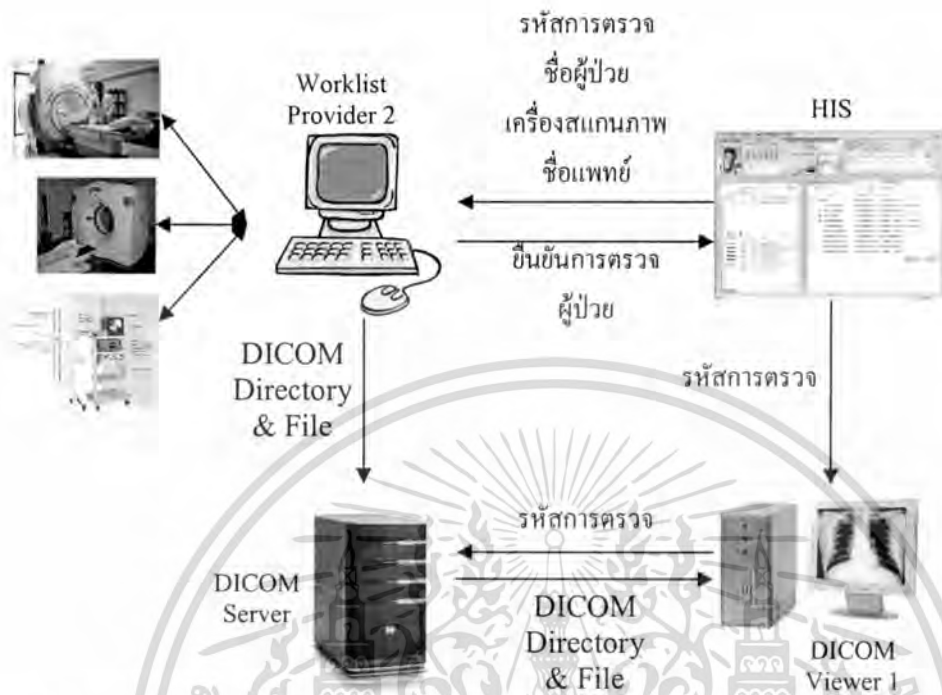 รหัสการตรวจ
ชื่อผู้ป่วย
เครื่องสแกนภาพ
ชื่อแพทย์
Worklist
Provider 2
HIS
ยืนยันการตรวจ
ผู้ป่วย
DICOM
Directory
& File
รหัสการตรวจ
รหัสการตรวจ
DICOM
Server
DICOM
Directory
& File
DICOM
Viewer 1